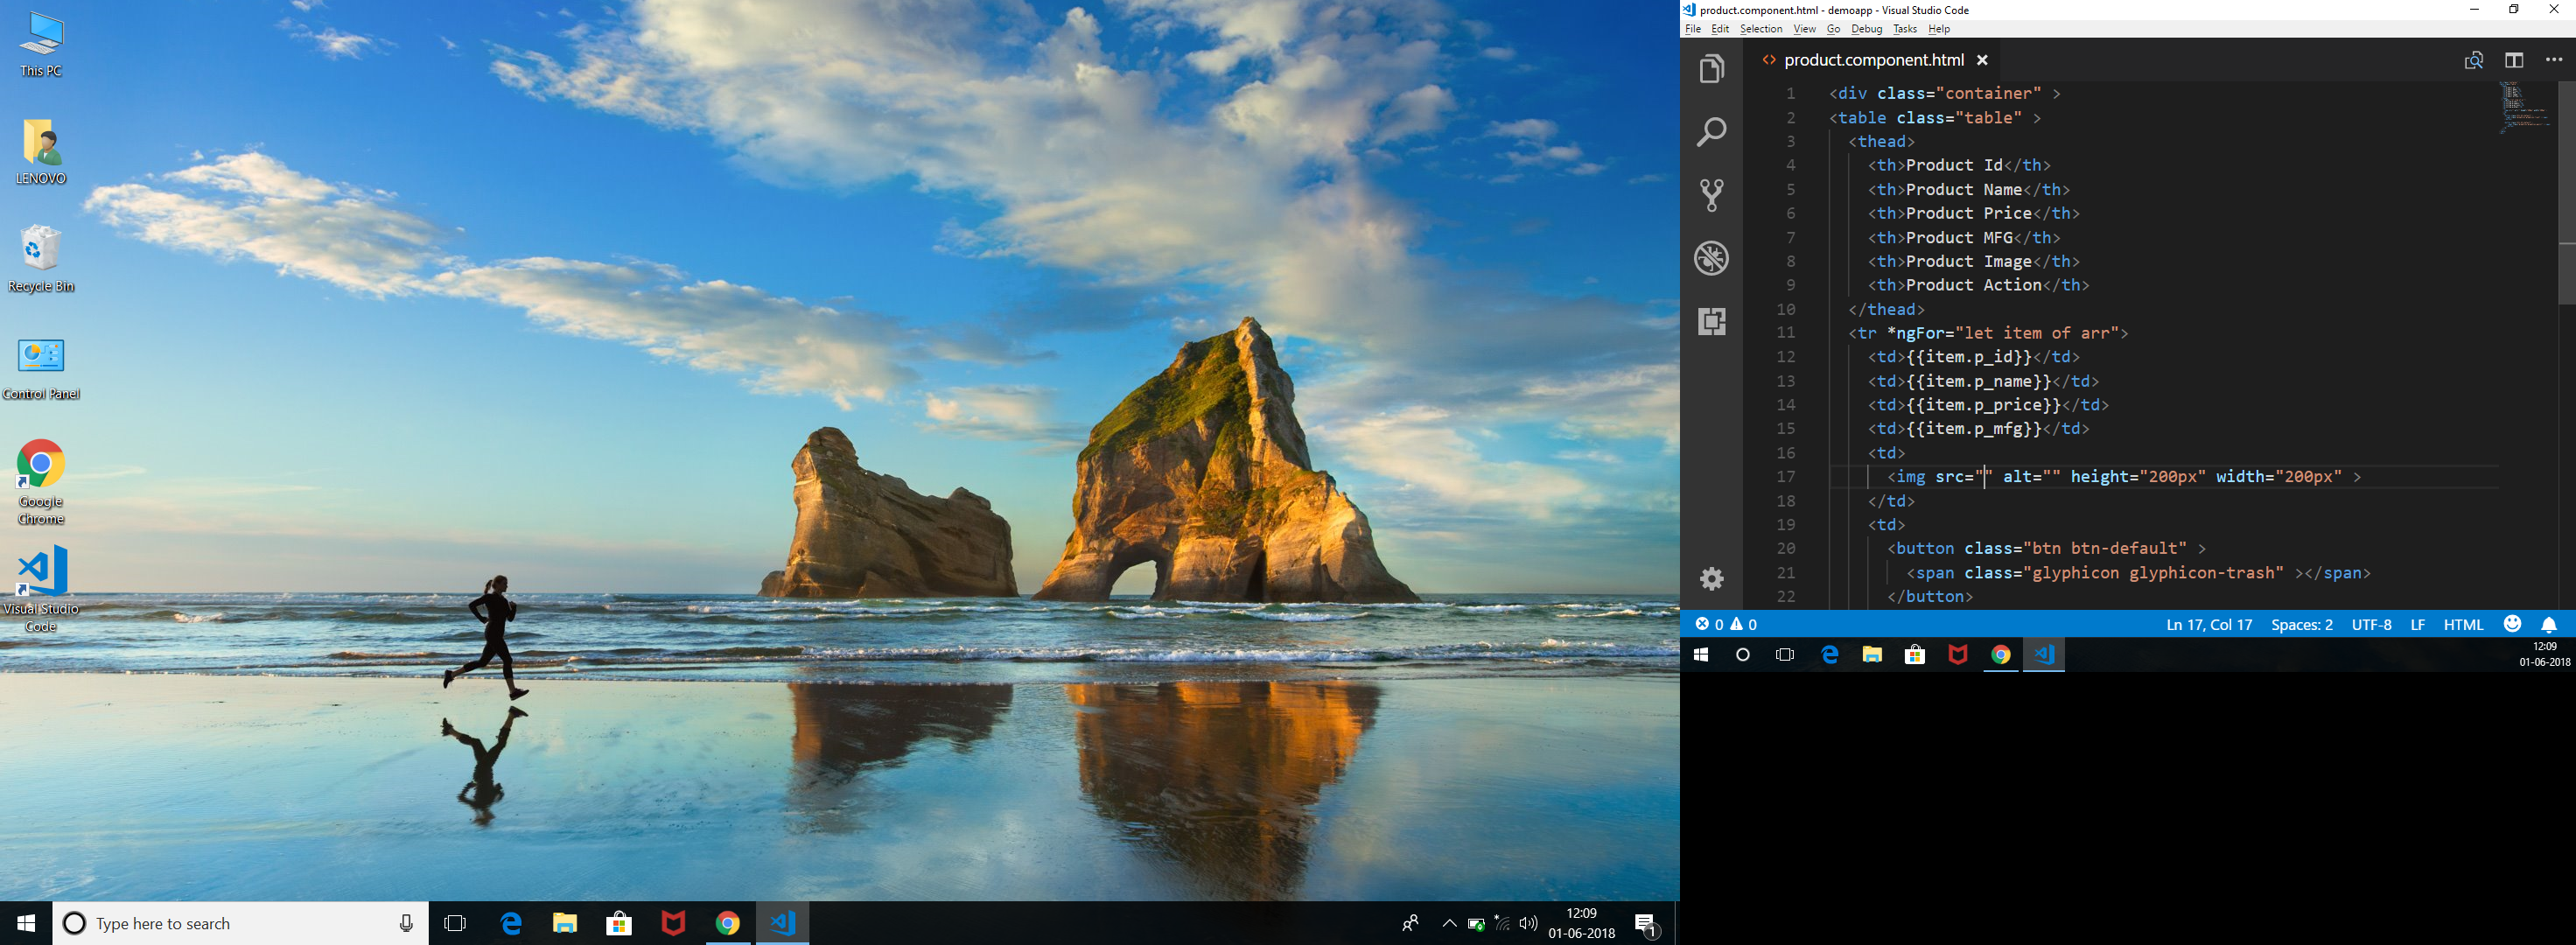 This PC
LENOVO
Recycle Bin
Control Panel
Google
Chrome
Visual Studio
Code
Type here to search
12:09
01-06-2018
1
product.component.html - demoapp - Visual Studio Code
File Edit Selection View Go Debug Tasks Help
<> product.component.html
1 <div class="container" >
2 <table class="table" >
3 <thead>
4 <th>Product Id</th>
5 <th>Product Name</th>
6 <th>Product Price</th>
7 <th>Product MFG</th>
8 <th>Product Image</th>
9 <th>Product Action</th>
10 </thead>
11 <tr *ngFor="let item of arr">
12 <td>{{item.p_id}}</td>
13 <td>{{item.p_name}}</td>
14 <td>{{item.p_price}}</td>
15 <td>{{item.p_mfg}}</td>
16 <td>
17 <img src="" alt="" height="200px" width="200px" >
18 </td>
19 <td>
20 <button class="btn btn-default" >
21 <span class="glyphicon glyphicon-trash" ></span>
22 </button>
0 0 Ln 17, Col 17 Spaces: 2 UTF-8 LF HTML
12:09
01-06-2018